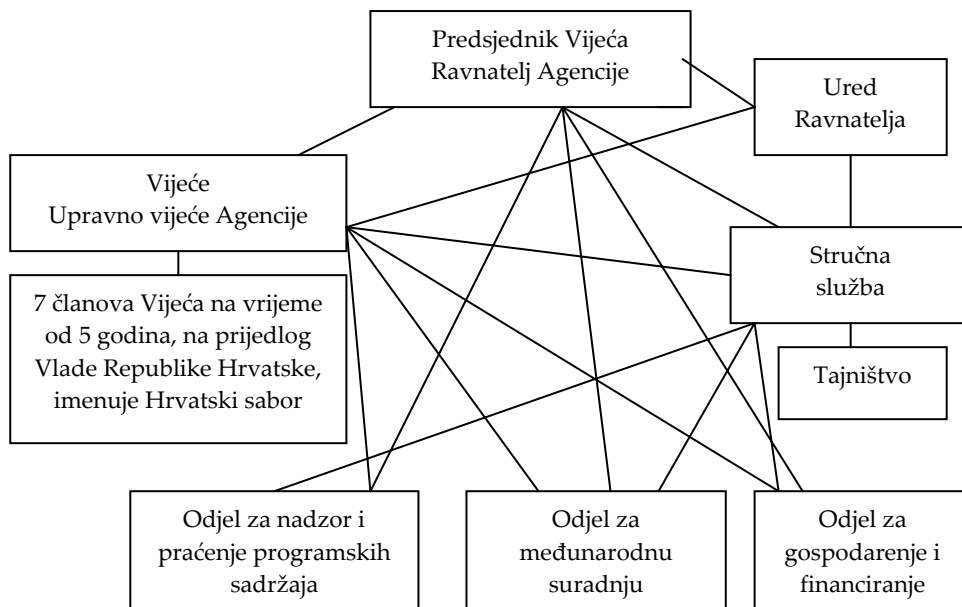 Predsjednik Vijeća
Ravnatelj Agencije
Ured
Ravnatelja
Vijeće
Upravno vijeće Agencije
Stručna
služba
7 članova Vijeća na vrijeme
od 5 godina, na prijedlog
Vlade Republike Hrvatske,
imenuje Hrvatski sabor
Tajništvo
Odjel za nadzor i
praćenje programskih
sadržaja
Odjel za
međunarodnu
suradnju
Odjel za
gospodarenje i
financiranje